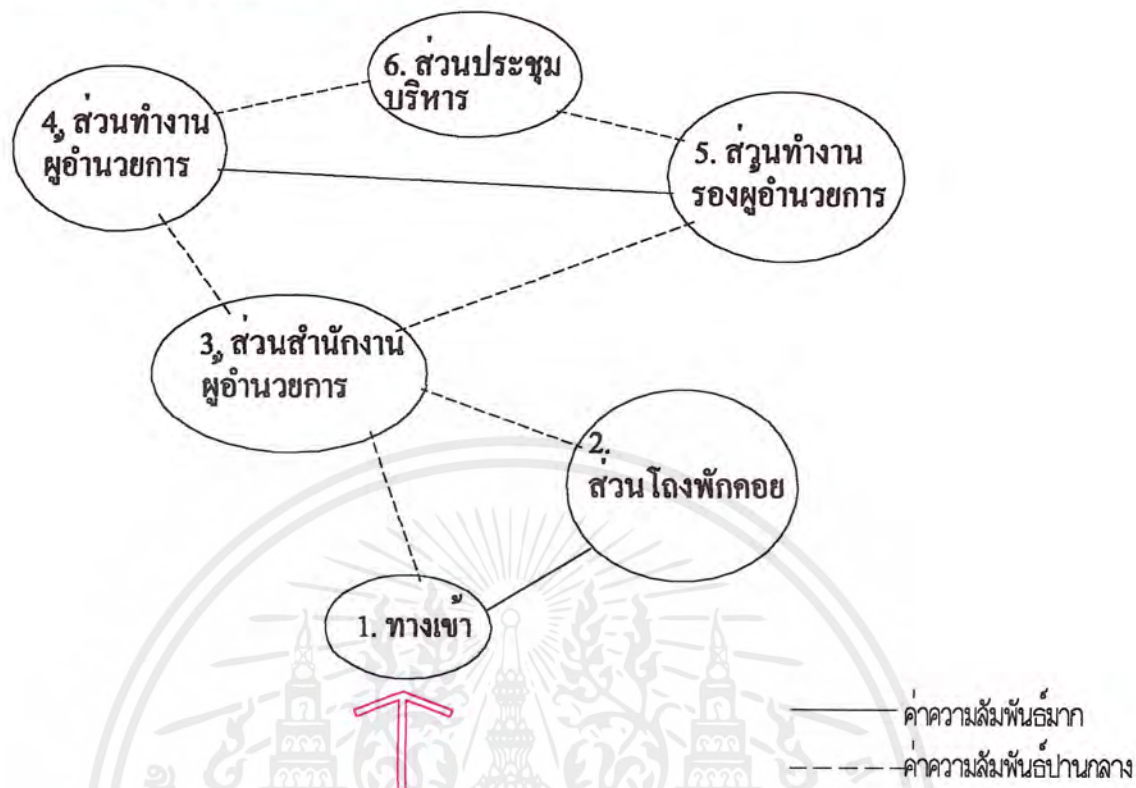 6. ส่วนประชุม
บริหาร
4. ส่วนทำงาน
ผู้อำนวยการ
5. ส่วนทำงาน
รองผู้อำนวยการ
3. ส่วนสำนักงาน
ผู้อำนวยการ
2.
ส่วนโถงพักคอย
1. ทางเข้า
ค่าความสัมพันธ์มาก
ค่าความสัมพันธ์ปานกลาง